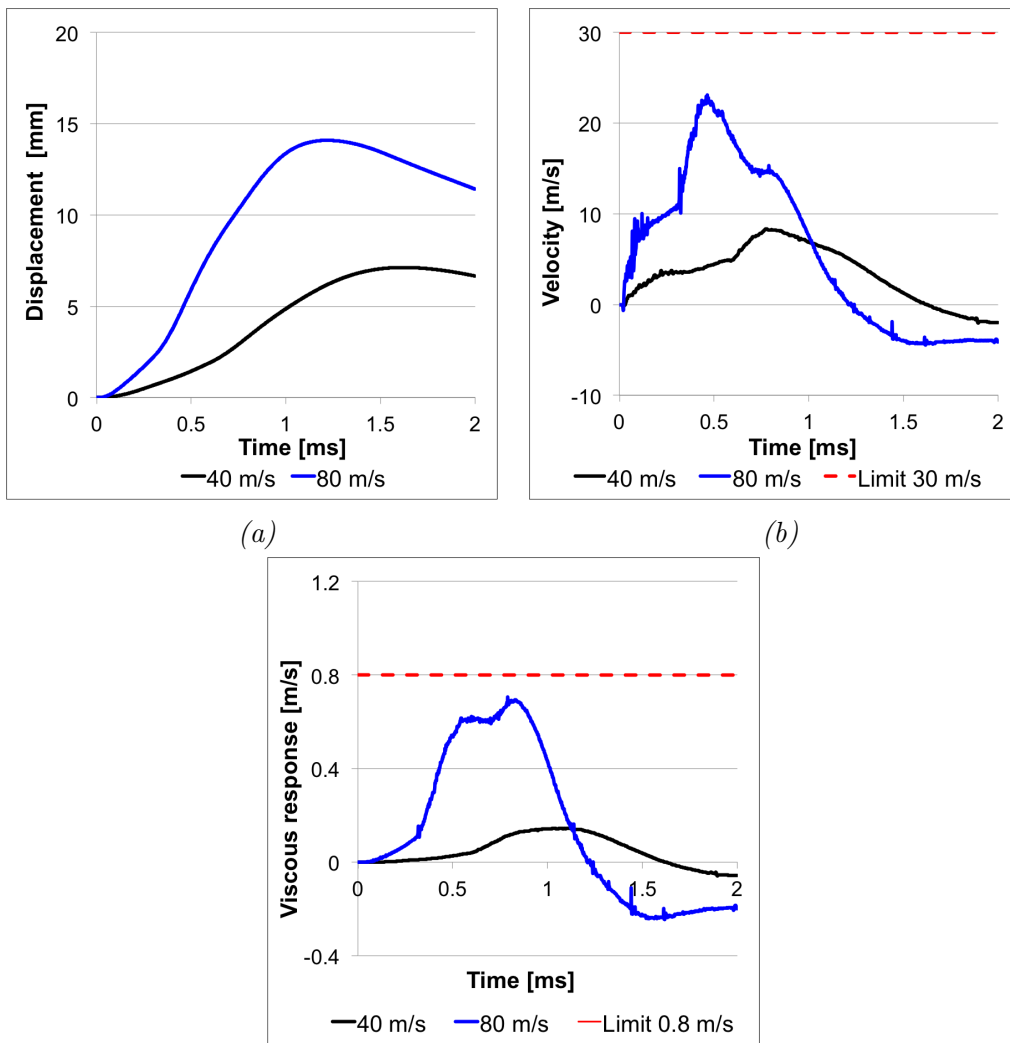 20
15
10
5
0
Displacement [mm]
0 0.5 1 1.5 2
Time [ms]
40 m/s 80 m/s
(a)
30
20
10
0
-10
Velocity [m/s]
0 0.5 1 1.5 2
Time [ms]
40 m/s 80 m/s Limit 30 m/s
(b)
1.2
0.8
0.4
0
-0.4
Viscous response [m/s]
0 0.5 1 1.5 2
Time [ms]
40 m/s 80 m/s Limit 0.8 m/s